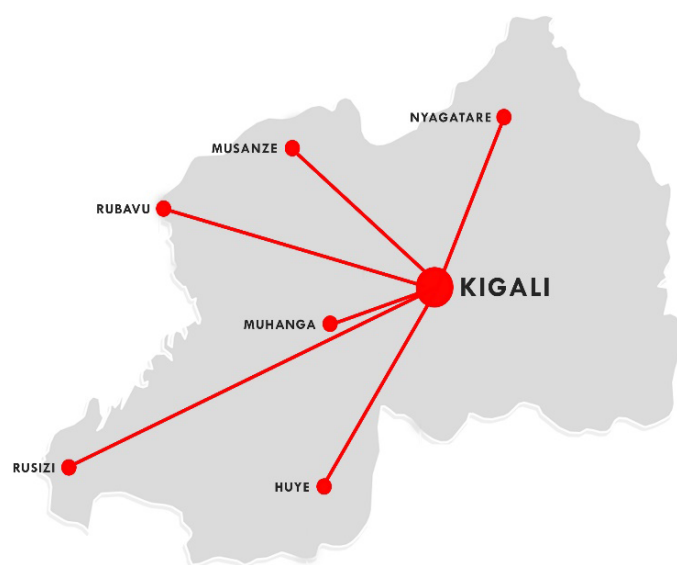 NYAGATARE
MUSANZE
RUBAVU
KIGALI
MUHANGA
RUSIZI
HUYE